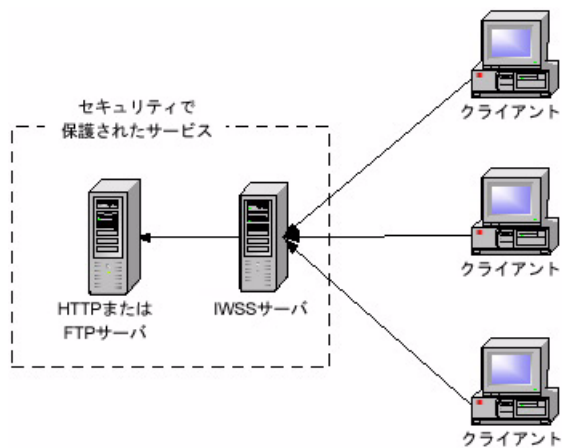 クライアント
セキュリティで
保護されたサービス
クライアント
HTTPまたは
FTPサーバ
IWSSサーバ
クライアント